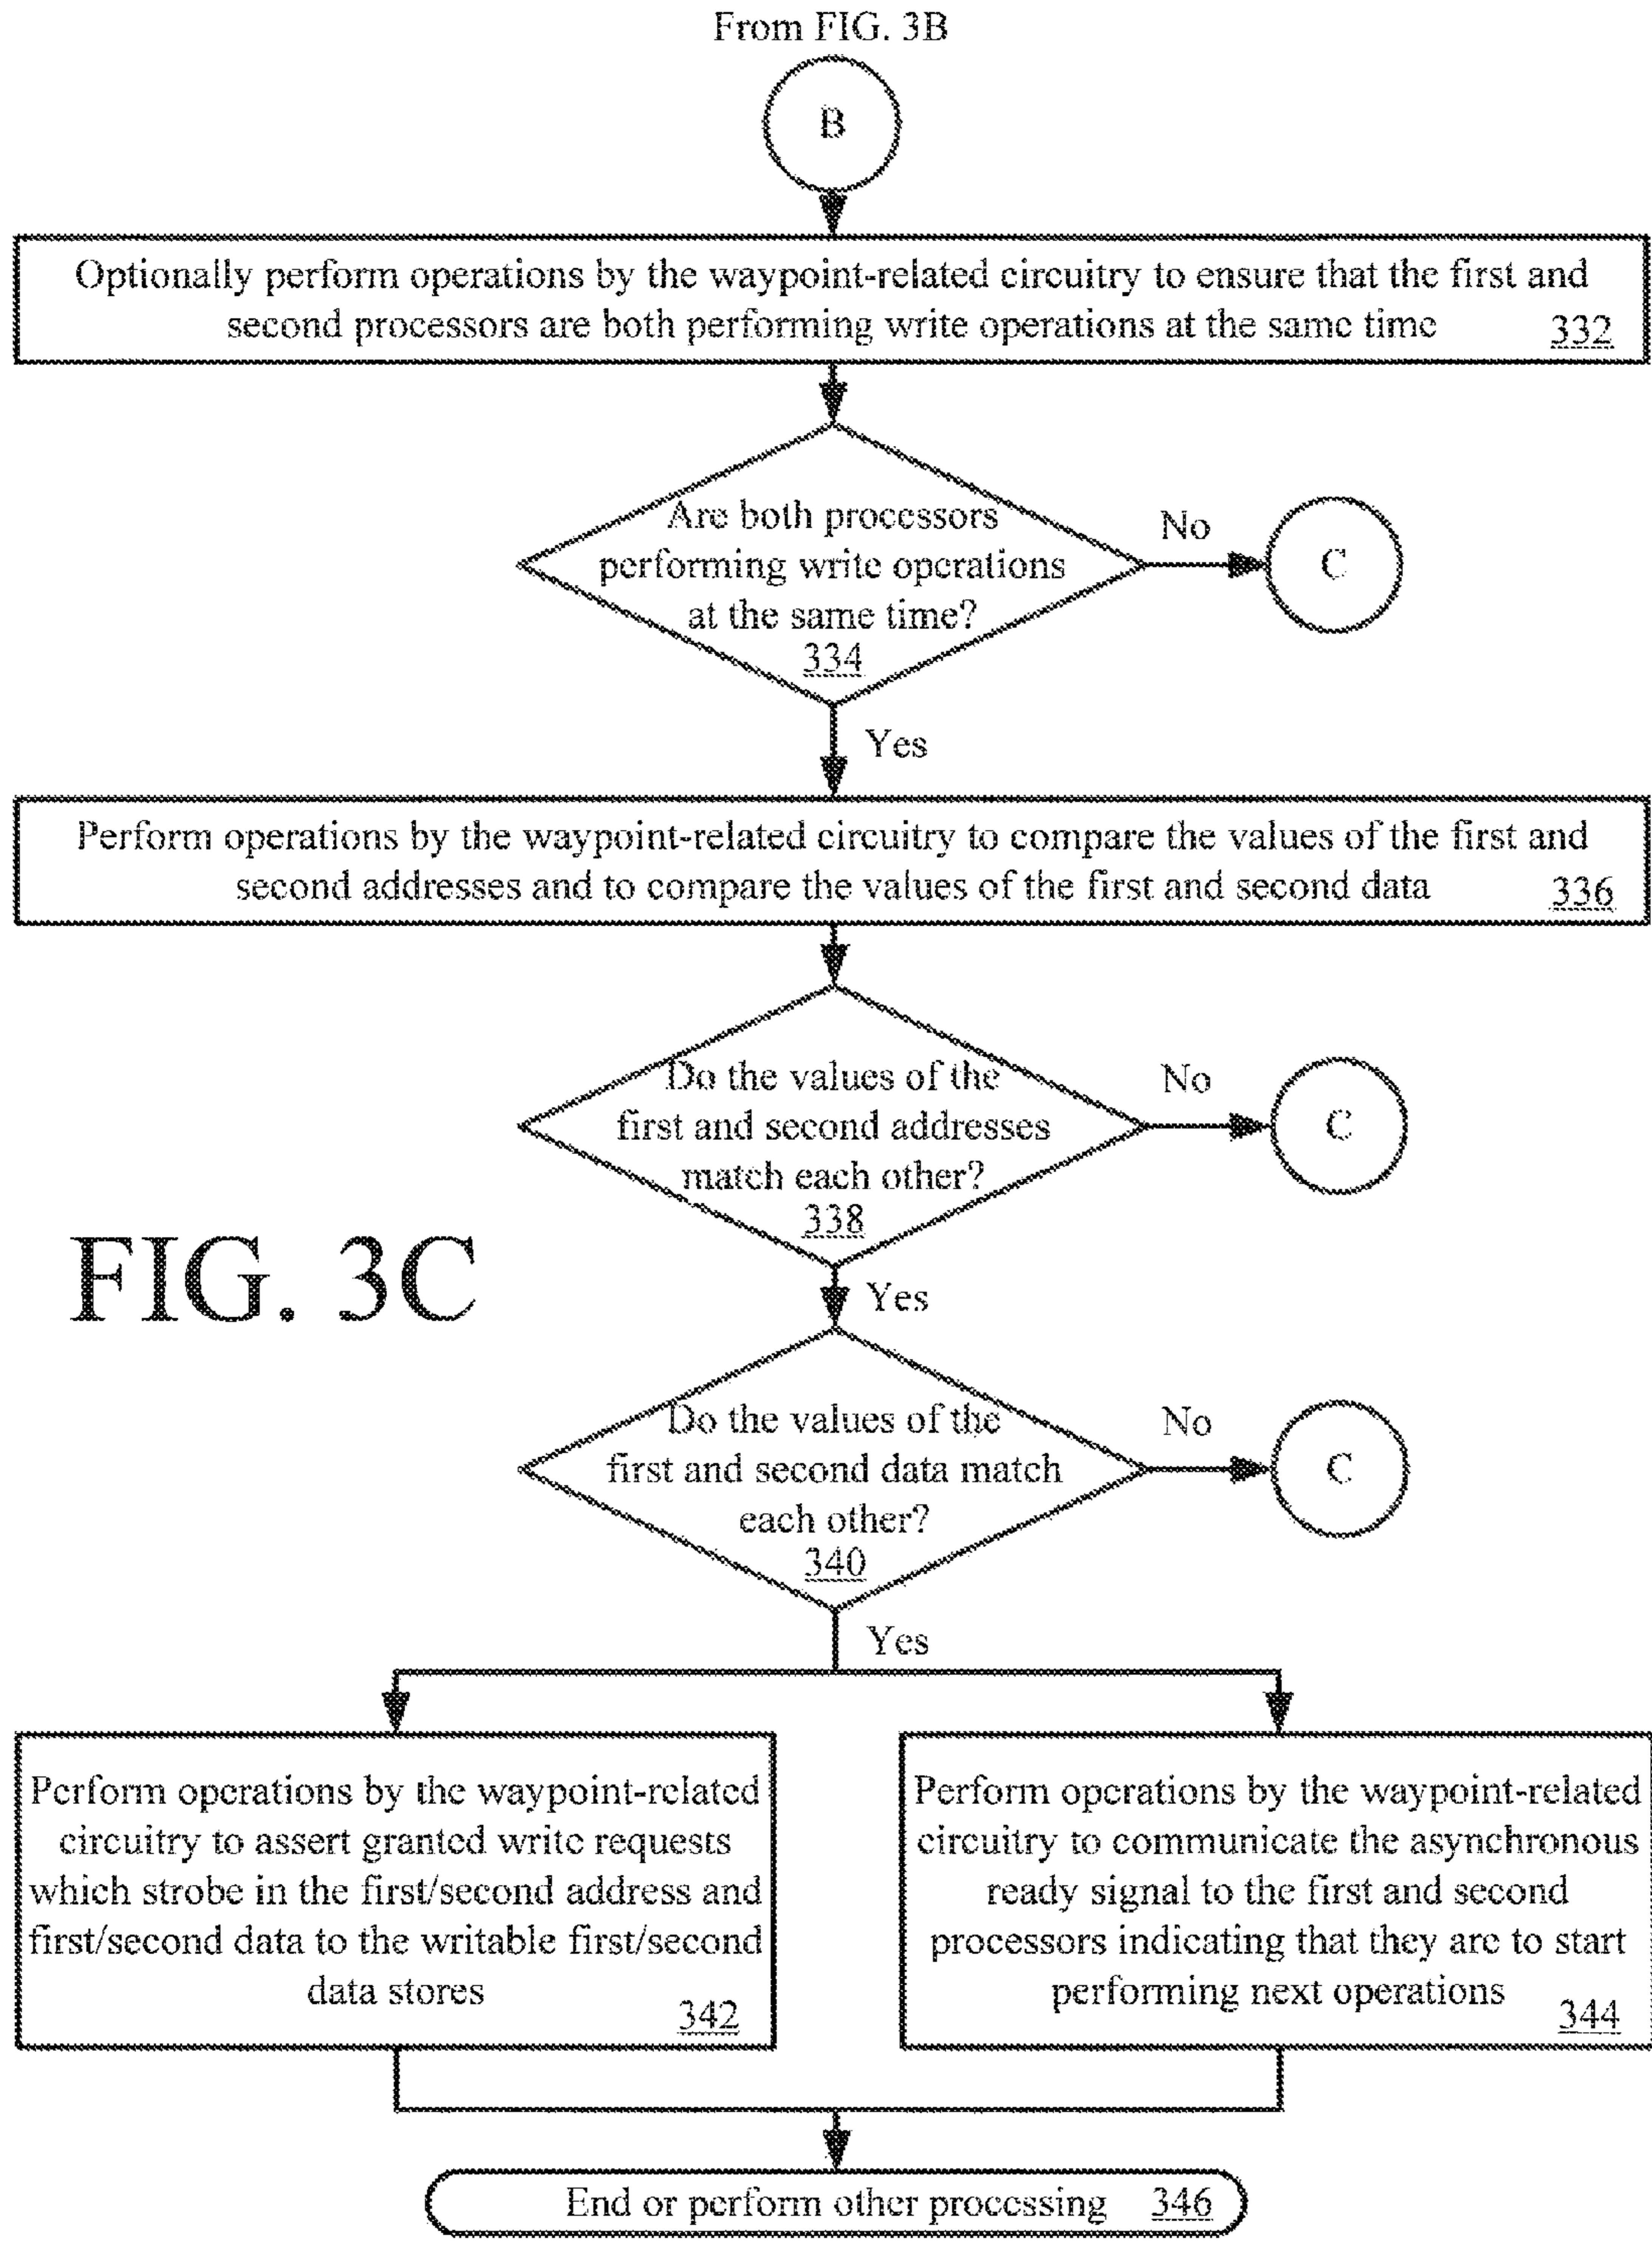 From FIG. 3B
B
Optionally perform operations by the waypoint-related circuitry to ensure that the first and
second processors are both performing write operations at the same time 332
Are both processors
performing write operations
at the same time?
334
No
C
Yes
Perform operations by the waypoint-related circuitry to compare the values of the first and
second addresses and to compare the values of the first and second data 336
Do the values of the
first and second addresses
match each other?
338
No
C
FIG. 3C
Yes
Do the values of the
first and second data match
each other?
340
No
C
Yes
Perform operations by the waypoint-related
circuitry to assert granted write requests
which strobe in the first/second address and
first/second data to the writable first/second
data stores
342
Perform operations by the waypoint-related
circuitry to communicate the asynchronous
ready signal to the first and second
processors indicating that they are to start
performing next operations
344
End or perform other processing 346